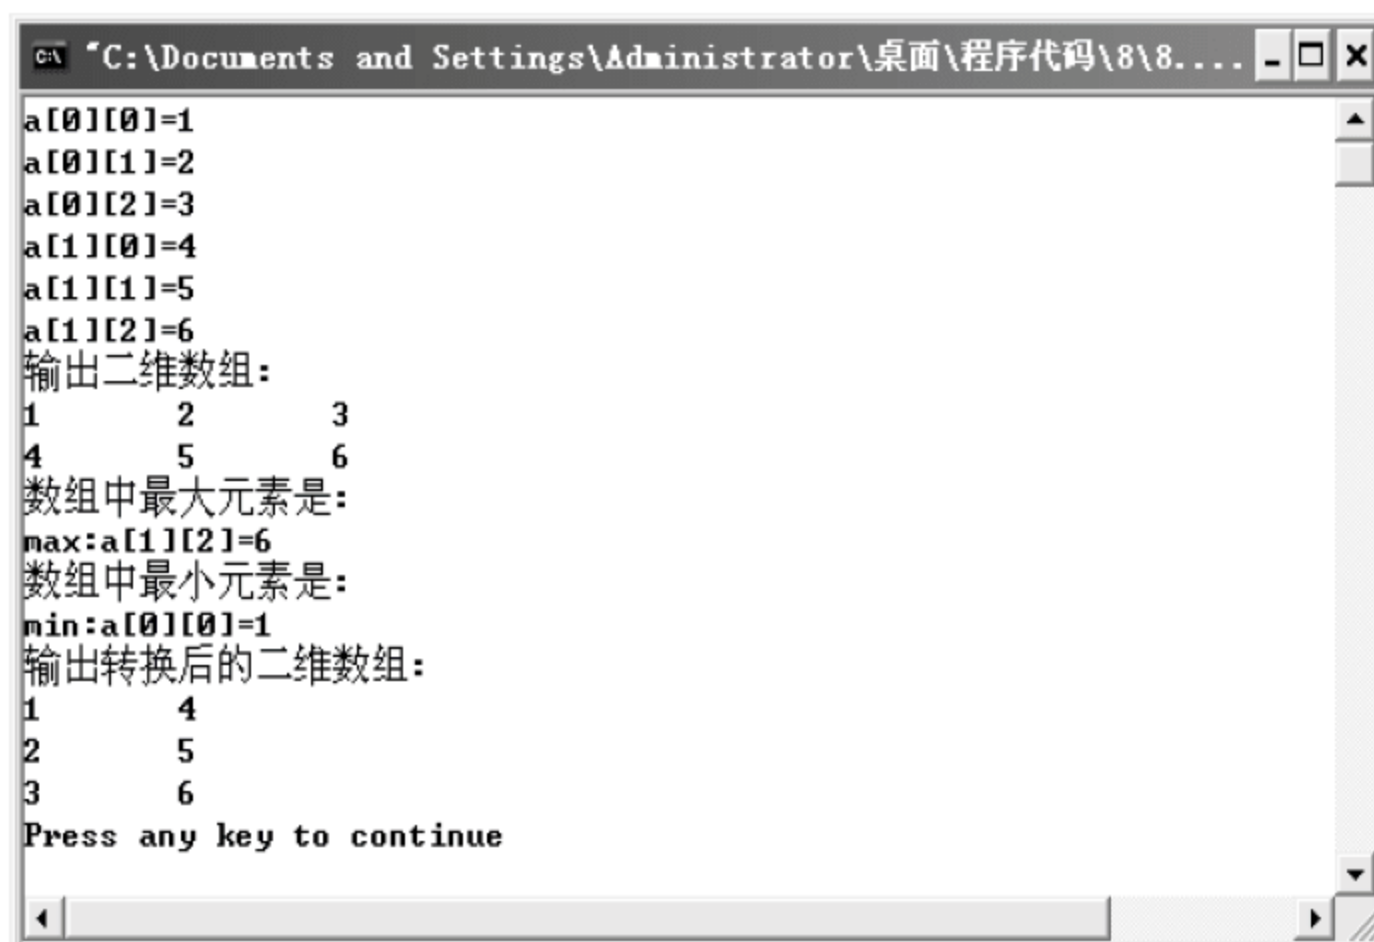 "C:\Documents and Settings\Administrator\桌面\程序代码\8\8....
a[0][0]=1
a[0][1]=2
a[0][2]=3
a[1][0]=4
a[1][1]=5
a[1][2]=6
输出二维数组:
1 2 3
4 5 6
数组中最大元素是:
max:a[1][2]=6
数组中最小元素是:
min:a[0][0]=1
输出转换后的二维数组:
1 4
2 5
3 6
Press any key to continue